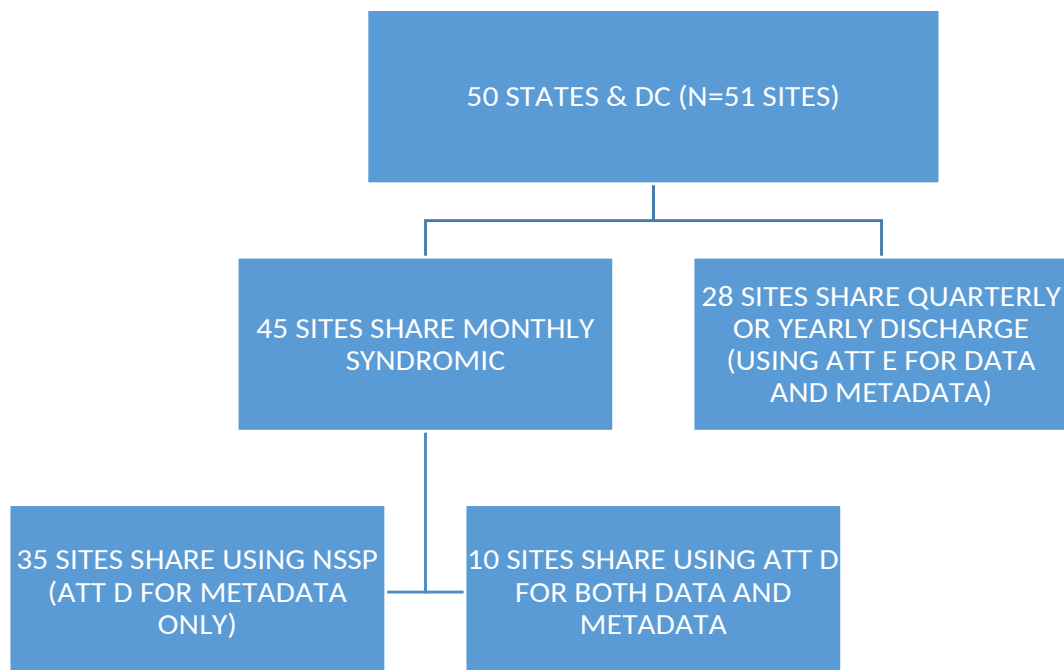 50 STATES & DC (N=51 SITES)
45 SITES SHARE MONTHLY
SYNDROMIC
28 SITES SHARE QUARTERLY
OR YEARLY DISCHARGE
(USING ATT E FOR DATA
AND METADATA)
35 SITES SHARE USING NSSP
(ATT D FOR METADATA
ONLY)
10 SITES SHARE USING ATT D
FOR BOTH DATA AND
METADATA